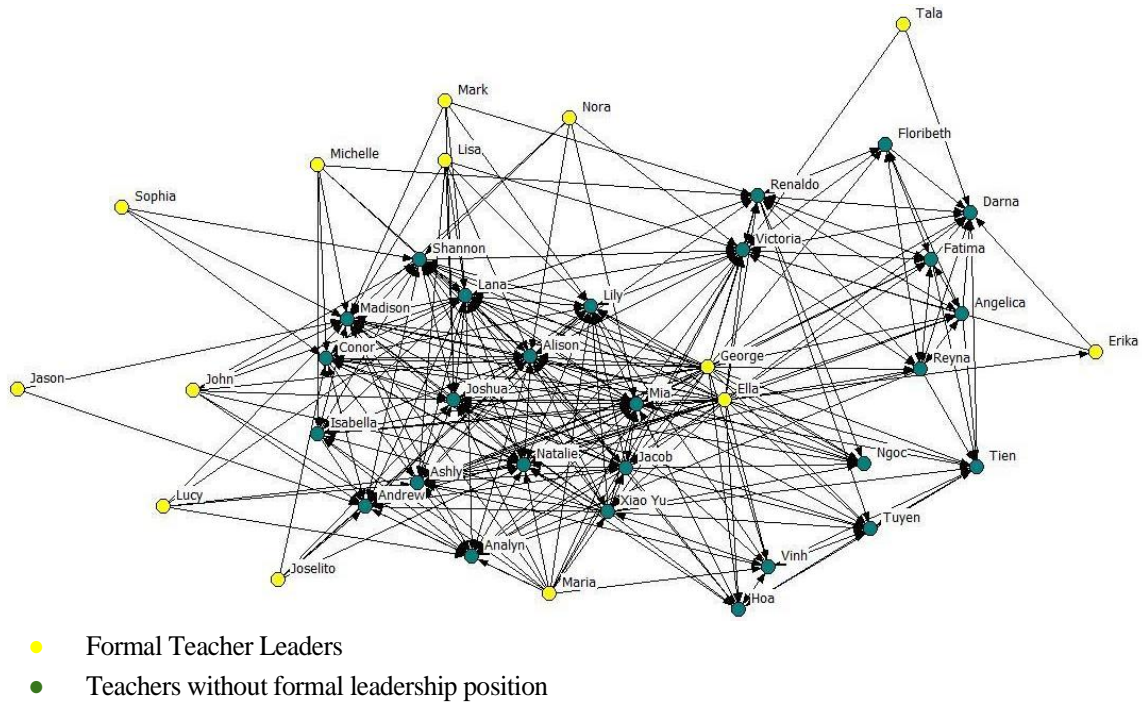 Tala
Mark
Nora
Floribeth
Lisa
Michelle
Renaldo
Sophia
Darna
Victoria
Shannon
Fatima
Lana
Lily
Angelica
Madison
Alison
Conor
George
Erika
Reyna
Jason
John
Joshua
Mia
Ella
Isabella
Natalie
Jacob
Ngoc
Tien
Ashly
Lucy
Andrew
Xiao Yu
Tuyen
Analyn
Vinh
Joselito
Maria
Hoa
Formal Teacher Leaders
Teachers without formal leadership position